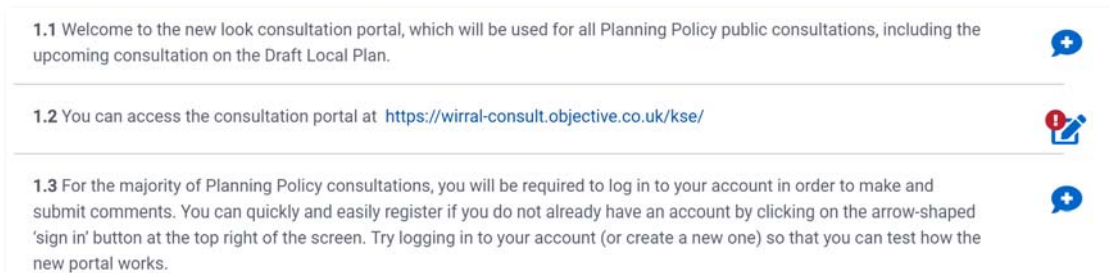 1.1 Welcome to the new look consultation portal, which will be used for all Planning Policy public consultations, including the
upcoming consultation on the Draft Local Plan.
1.2 You can access the consultation portal at https://wirral-consult.objective.co.uk/kse/
1.3 For the majority of Planning Policy consultations, you will be required to log in to your account in order to make and
submit comments. You can quickly and easily register if you do not already have an account by clicking on the arrow-shaped
‘sign in’ button at the top right of the screen. Try logging in to your account (or create a new one) so that you can test how the
new portal works.